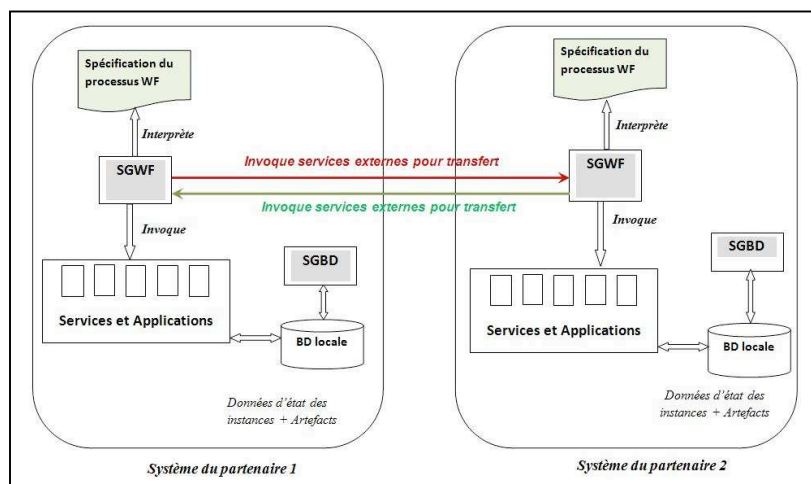 Spécification du
processus WF
Interprète
SGWF
Invoque
SGBD
Services et Applications
BD locale
Données d'état des
instances + Artefacts
Système du partenaire 1
Invoque services externes pour transfert
Invoque services externes pour transfert
Spécification du
processus WF
Interprète
SGWF
Invoque
SGBD
Services et Applications
BD locale
Données d'état des
instances + Artefacts
Système du partenaire 2